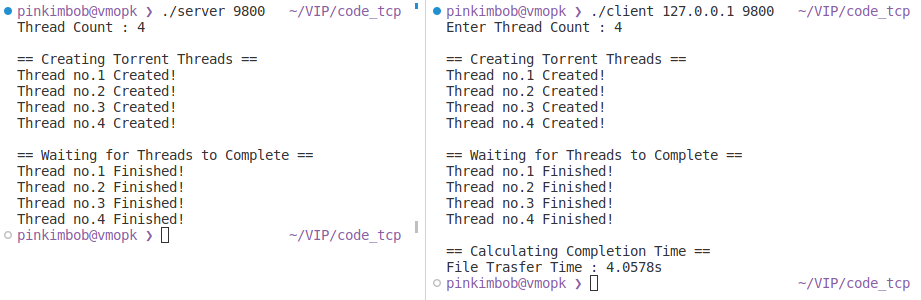 pinkimbob@vmopk ❯ ./server 9800 ~/VIP/code_tcp
Thread Count : 4
== Creating Torrent Threads ==
Thread no.1 Created!
Thread no.2 Created!
Thread no.3 Created!
Thread no.4 Created!
== Waiting for Threads to Complete ==
Thread no.1 Finished!
Thread no.2 Finished!
Thread no.3 Finished!
Thread no.4 Finished!
pinkimbob@vmopk ❯ ~/VIP/code_tcp
pinkimbob@vmopk ❯ ./client 127.0.0.1 9800 ~/VIP/code_tcp
Enter Thread Count : 4
== Creating Torrent Threads ==
Thread no.1 Created!
Thread no.2 Created!
Thread no.3 Created!
Thread no.4 Created!
== Waiting for Threads to Complete ==
Thread no.1 Finished!
Thread no.2 Finished!
Thread no.3 Finished!
Thread no.4 Finished!
== Calculating Completion Time ==
File Trasfer Time : 4.0578s
pinkimbob@vmopk ❯ ~/VIP/code_tcp